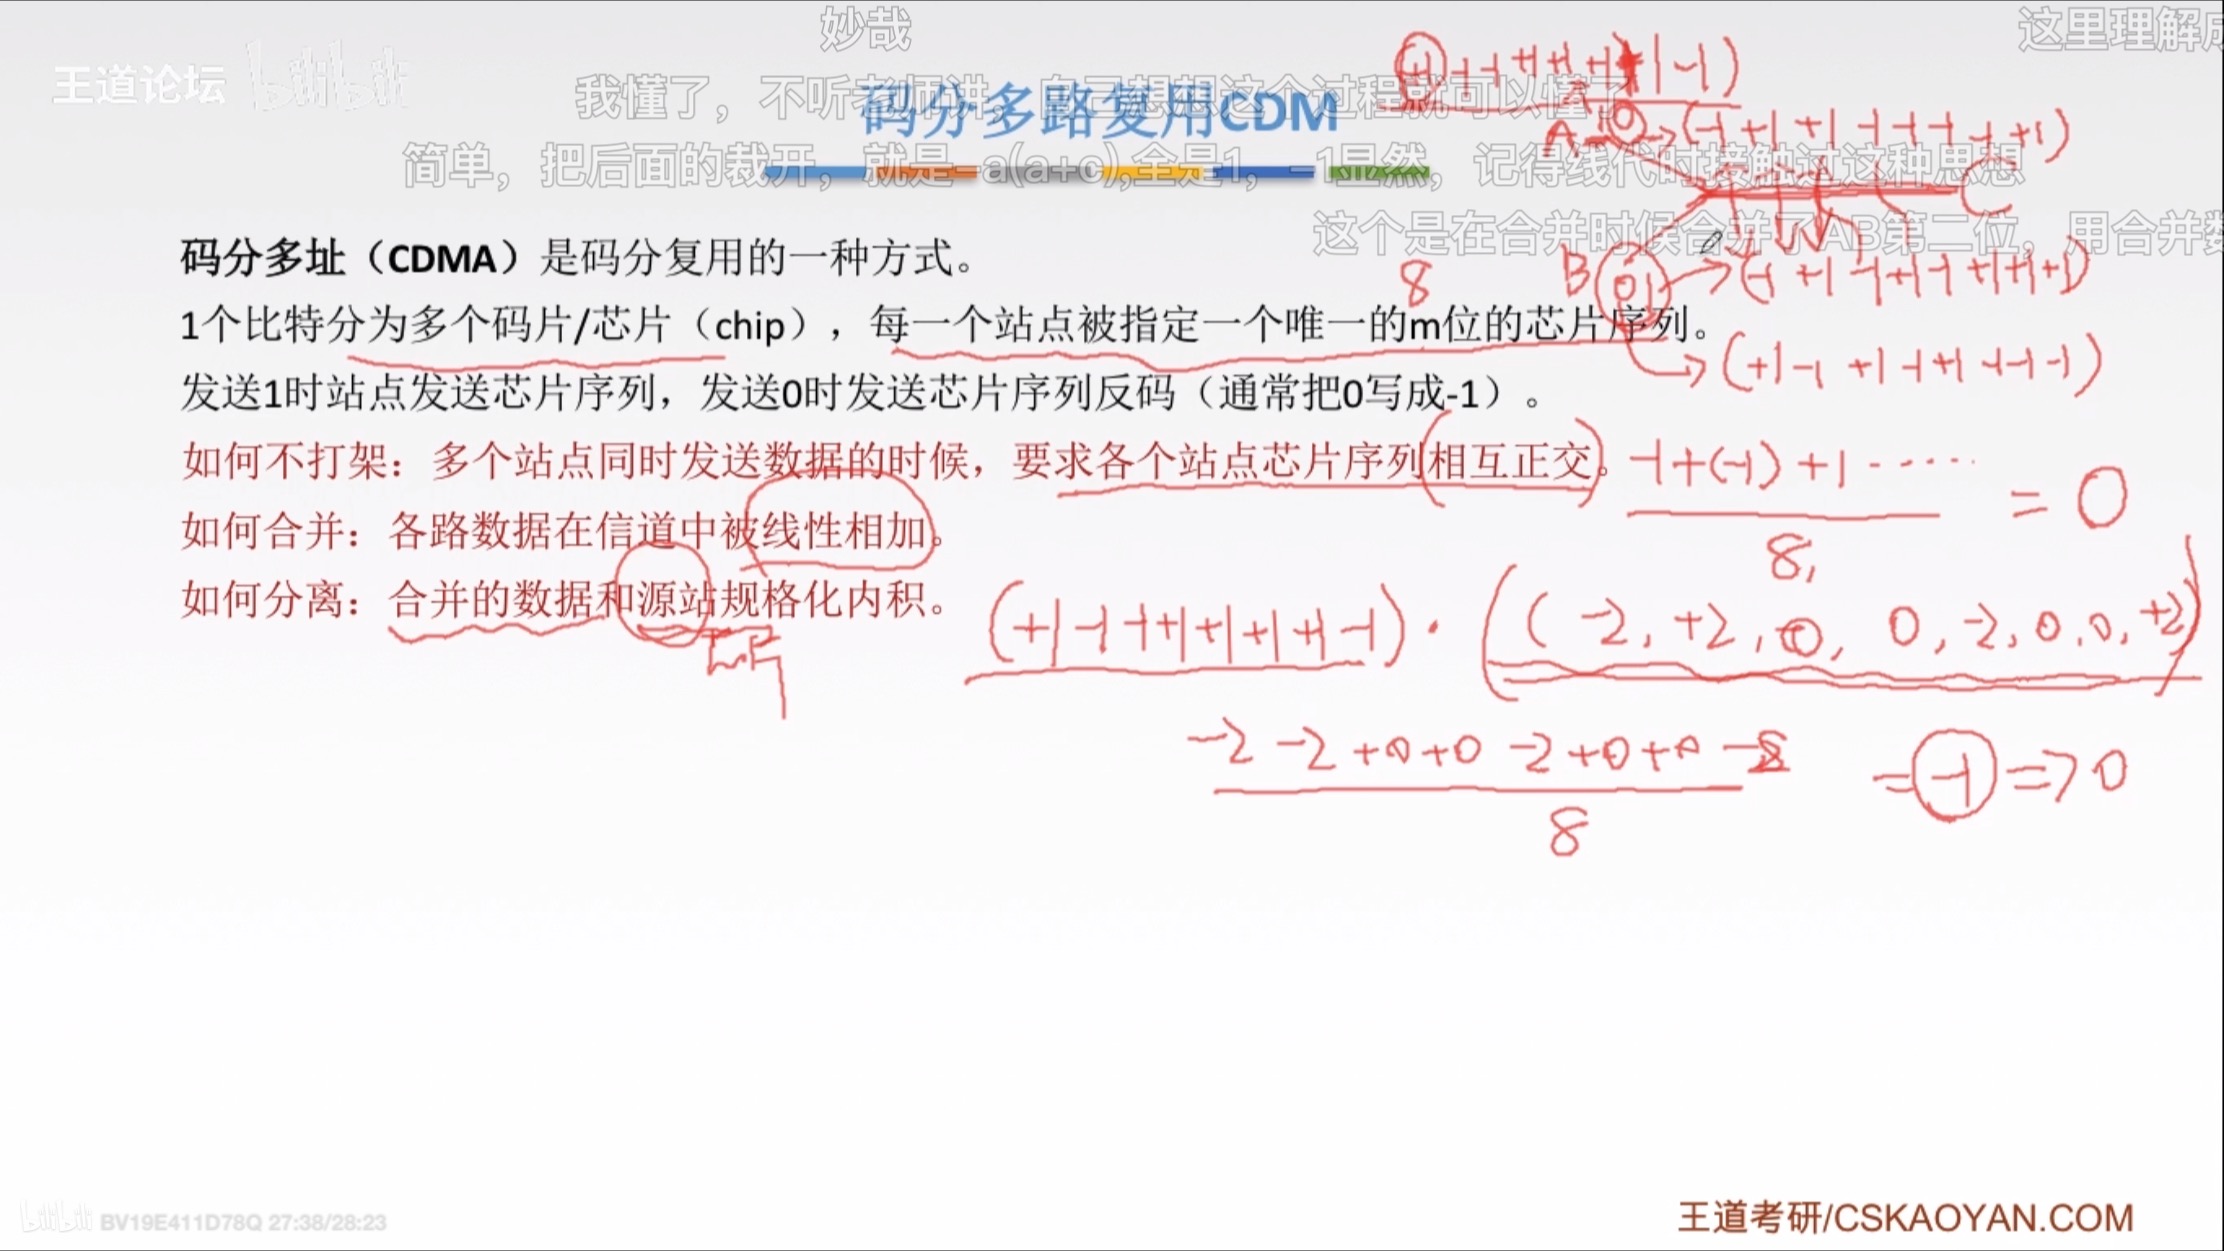 妙哉
这里理解
王道论坛 bilibili
我懂了，不听老师讲，自己想想这个过程就可以懂了
码分多路复用CDM
简单，把后面的裁开，就是-a(a+c),全是1，-1显然，记得线代时接触过这种思想
这个是在合并时候合并了AB第二位，用合并
码分多址（CDMA）是码分复用的一种方式。
1个比特分为多个码片/芯片（chip），每一个站点被指定一个唯一的m位的芯片序列。
发送1时站点发送芯片序列，发送0时发送芯片序列反码（通常把0写成-1）。
如何不打架：多个站点同时发送数据的时候，要求各个站点芯片序列相互正交。
如何合并：各路数据在信道中被线性相加。
如何分离：合并的数据和源站规格化内积。
A 0 → (-1 +1 +1 -1 -1 -1 -1 +1)
8
B 0 1 → (-1 +1 -1 +1 -1 +1 +1 +1)
→ (+1 -1 +1 -1 +1 -1 -1 -1)
-1+(-1)+1 ······
= 0
8
(+1 -1 -1 +1 +1 +1 +1 -1) · ( -2, +2, 0, 0, -2, 0, 0, +2)
-2 -2 +0 +0 -2 +0 +0 -2
= -1 => 0
8
bilibili BV19E411D78Q 27:38/28:23
王道考研/CSKAOYAN.COM